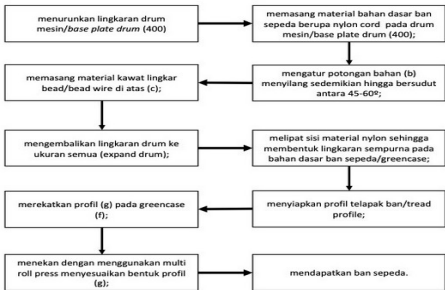 menurunkan lingkaran drum
mesin/base plate drum (400)
memasang material bahan dasar ban
sepeda berupa nylon cord pada drum
mesin/base plate drum (400);
mengatur potongan bahan (b)
menyilang sedemikian hingga bersudut
antara 45-60º;
memasang material kawat lingkar
bead/bead wire di atas (c);
mengembalikan lingkaran drum ke
ukuran semua (expand drum);
melipat sisi material nylon sehingga
membentuk lingkaran sempurna pada
bahan dasar ban sepeda/greencase;
menyiapkan profil telapak ban/tread
profile;
merekatkan profil (g) pada greencase
(f);
menekan dengan menggunakan multi
roll press menyesuaikan bentuk profil
(g);
mendapatkan ban sepeda.